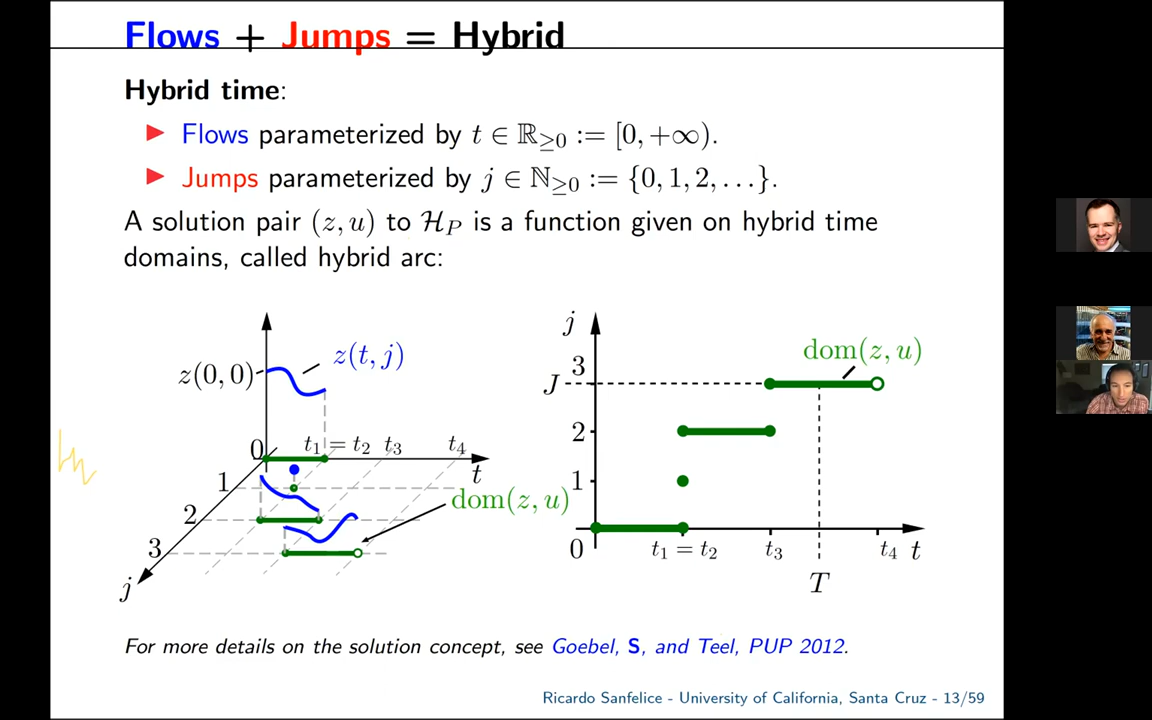 Flows + Jumps = Hybrid
Hybrid time:
Flows parameterized by t ∈ ℝ≥0 := [0, +∞).
Jumps parameterized by j ∈ ℕ≥0 := {0, 1, 2, …}.
A solution pair (z, u) to ℋP is a function given on hybrid time
domains, called hybrid arc:
z(0, 0)
z(t, j)
0
t1 = t2 t3 t4
t
1
2
3
j
dom(z, u)
j
3
J
2
1
0
dom(z, u)
t1 = t2 t3 t4 t
T
For more details on the solution concept, see Goebel, S, and Teel, PUP 2012.
Ricardo Sanfelice - University of California, Santa Cruz - 13/59